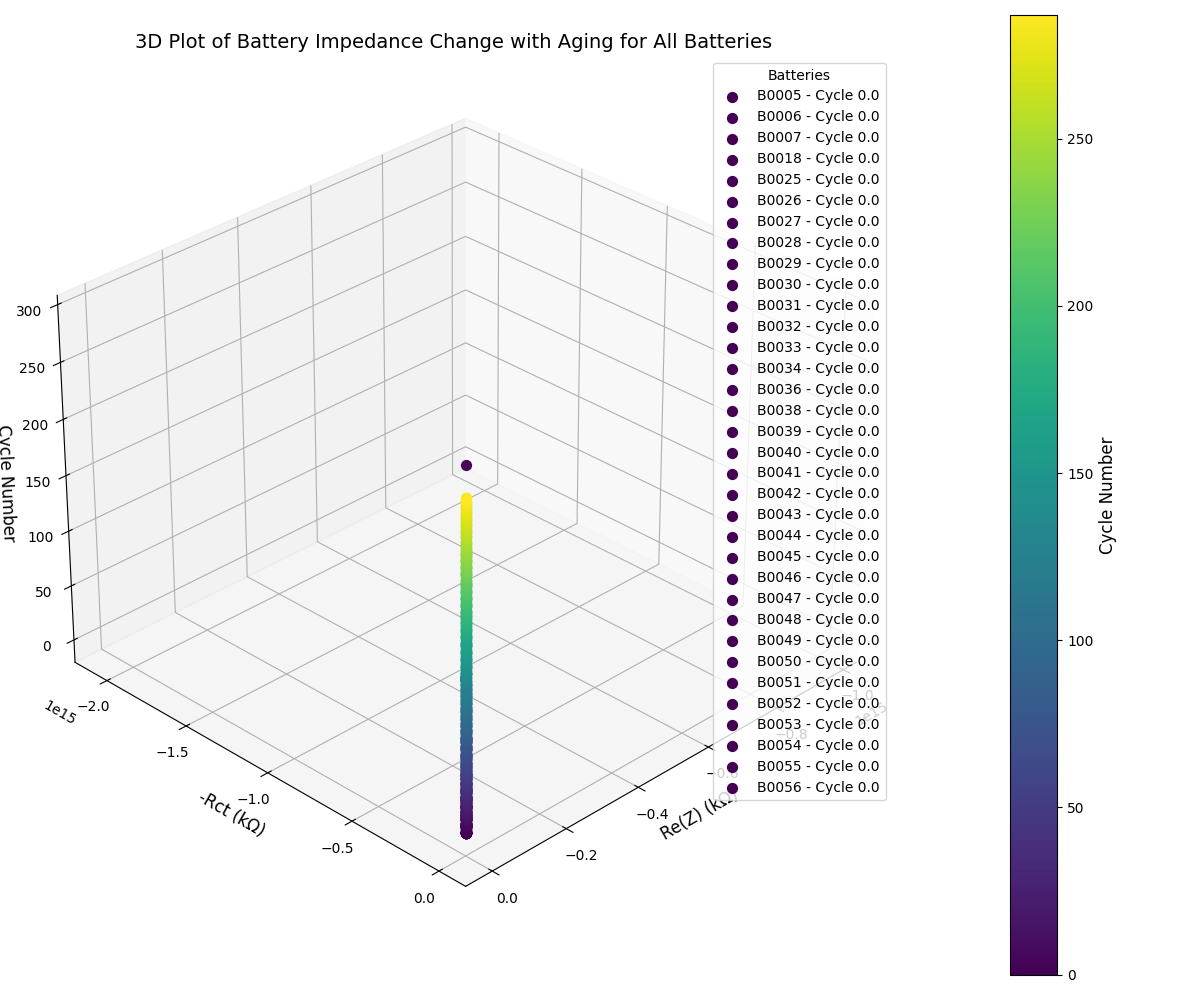 3D Plot of Battery Impedance Change with Aging for All Batteries
Batteries
B0005 - Cycle 0.0
B0006 - Cycle 0.0
B0007 - Cycle 0.0
B0018 - Cycle 0.0
B0025 - Cycle 0.0
B0026 - Cycle 0.0
B0027 - Cycle 0.0
B0028 - Cycle 0.0
B0029 - Cycle 0.0
B0030 - Cycle 0.0
B0031 - Cycle 0.0
B0032 - Cycle 0.0
B0033 - Cycle 0.0
B0034 - Cycle 0.0
B0036 - Cycle 0.0
B0038 - Cycle 0.0
B0039 - Cycle 0.0
B0040 - Cycle 0.0
B0041 - Cycle 0.0
B0042 - Cycle 0.0
B0043 - Cycle 0.0
B0044 - Cycle 0.0
B0045 - Cycle 0.0
B0046 - Cycle 0.0
B0047 - Cycle 0.0
B0048 - Cycle 0.0
B0049 - Cycle 0.0
B0050 - Cycle 0.0
B0051 - Cycle 0.0
B0052 - Cycle 0.0
B0053 - Cycle 0.0
B0054 - Cycle 0.0
B0055 - Cycle 0.0
B0056 - Cycle 0.0
300
250
200
150
100
50
0
Cycle Number
1e15
−2.0
−1.5
−1.0
−0.5
0.0
-Rct (kΩ)
0.0
−0.2
−0.4
−0.6
−0.8
−1.0
1e15
Re(Z) (kΩ)
250
200
150
100
50
0
Cycle Number